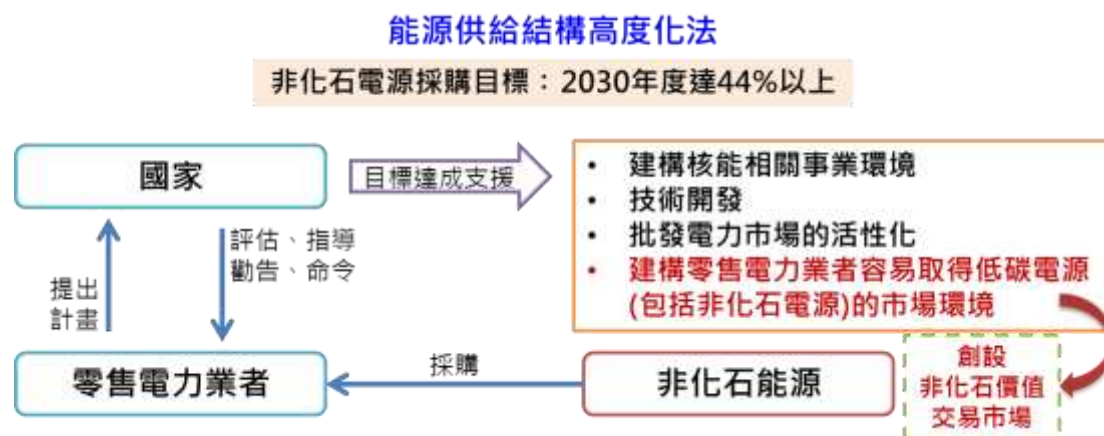 能源供給結構高度化法
非化石電源採購目標：2030年度達44%以上
國家
目標達成支援
• 建構核能相關事業環境
• 技術開發
• 批發電力市場的活性化
• 建構零售電力業者容易取得低碳電源
(包括非化石電源)的市場環境
提出
計畫
評估、指導
勸告、命令
零售電力業者
採購
非化石能源
創設
非化石價值
交易市場